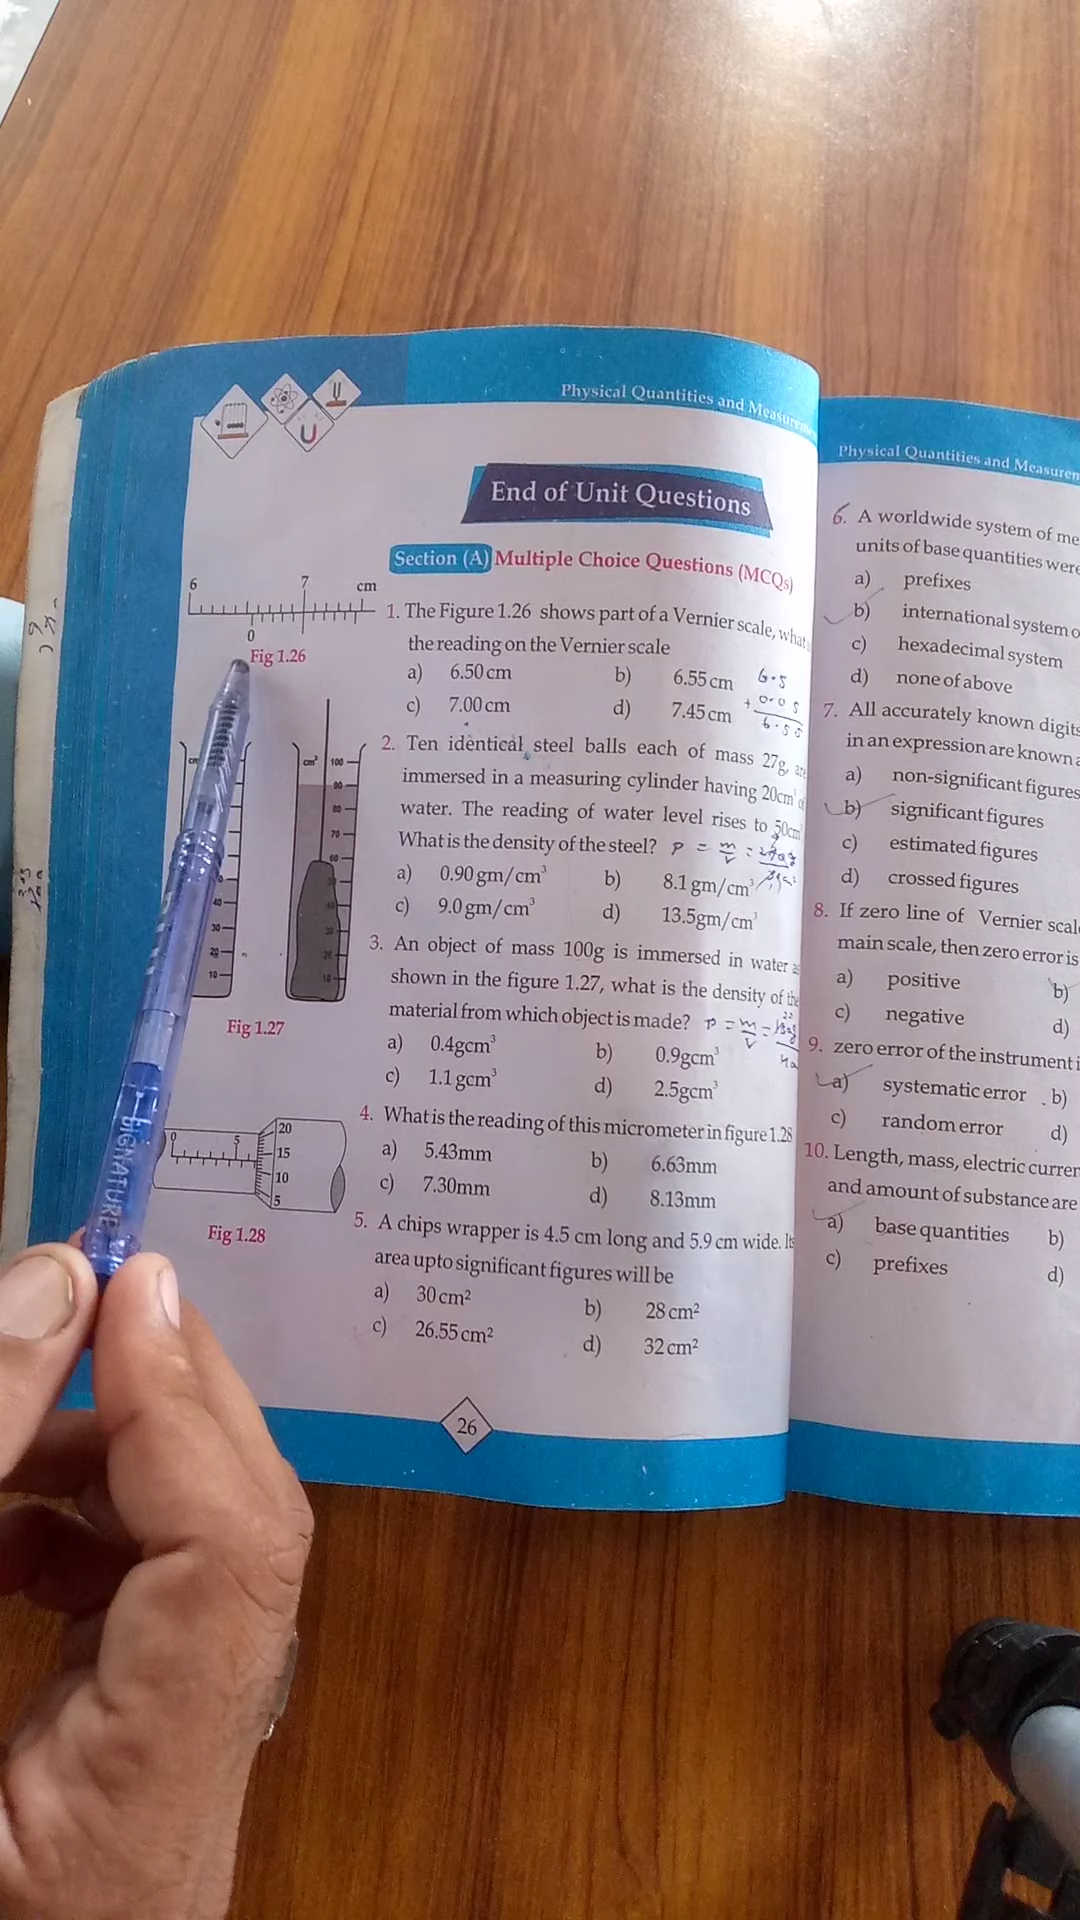 Physical Quantities and Measurem
End of Unit Questions
Section (A) Multiple Choice Questions (MCQs)
6 7 cm
0
Fig 1.26
1. The Figure 1.26 shows part of a Vernier scale, what
the reading on the Vernier scale
a) 6.50 cm b) 6.55 cm
c) 7.00 cm d) 7.45 cm
6.5
+ 0.05
6.55
2. Ten identical steel balls each of mass 27g, are
immersed in a measuring cylinder having 20cm³ of
water. The reading of water level rises to 50cm³
What is the density of the steel? P = m/v =
a) 0.90 gm/cm³ b) 8.1 gm/cm³
c) 9.0 gm/cm³ d) 13.5gm/cm³
cm³ 100
90
80
70
60
40
30
20
10
40
30
20
10
Fig 1.27
3. An object of mass 100g is immersed in water as
shown in the figure 1.27, what is the density of the
material from which object is made? P = m/v =
a) 0.4gcm³ b) 0.9gcm³
c) 1.1 gcm³ d) 2.5gcm³
0 5
20
15
10
5
Fig 1.28
4. What is the reading of this micrometer in figure 1.28
a) 5.43mm b) 6.63mm
c) 7.30mm d) 8.13mm
5. A chips wrapper is 4.5 cm long and 5.9 cm wide. Its
area upto significant figures will be
a) 30 cm² b) 28 cm²
c) 26.55 cm² d) 32 cm²
26
SIGNATURE
Physical Quantities and Measurem
6. A worldwide system of me
units of base quantities were
a) prefixes
b) international system o
c) hexadecimal system
d) none of above
7. All accurately known digits
in an expression are known a
a) non-significant figures
b) significant figures
c) estimated figures
d) crossed figures
8. If zero line of Vernier scal
main scale, then zero error is
a) positive b)
c) negative d)
9. zero error of the instrument i
a) systematic error b)
c) random error d)
10. Length, mass, electric curren
and amount of substance are
a) base quantities b)
c) prefixes d)